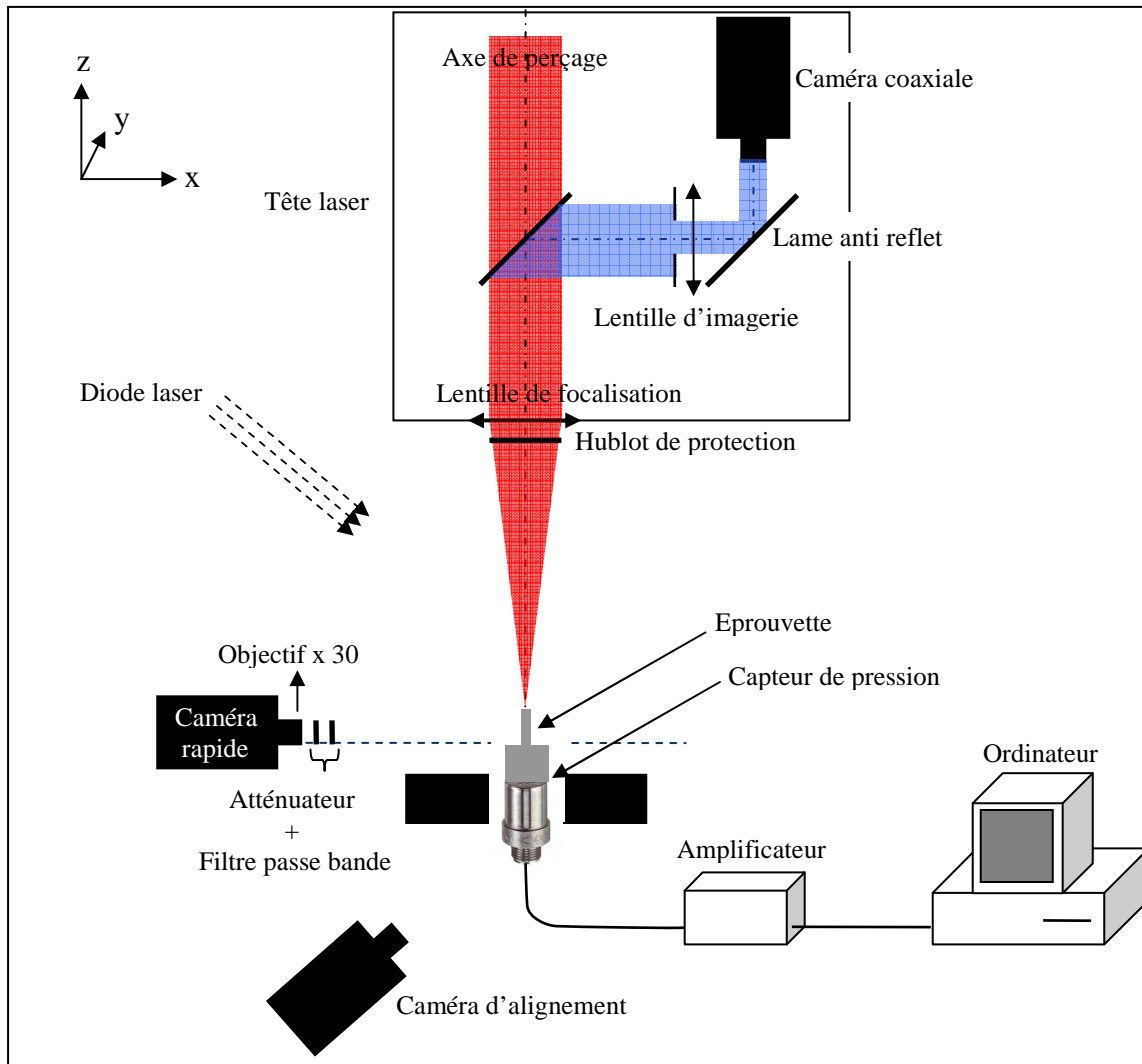 Axe de perçage
z
Caméra coaxiale
y
x
Tête laser
Lame anti reflet
Lentille d’imagerie
Diode laser
Lentille de focalisation
Hublot de protection
Eprouvette
Objectif x 30
Capteur de pression
Caméra
rapide
Ordinateur
Atténuateur
+
Filtre passe bande
Amplificateur
Caméra d’alignement